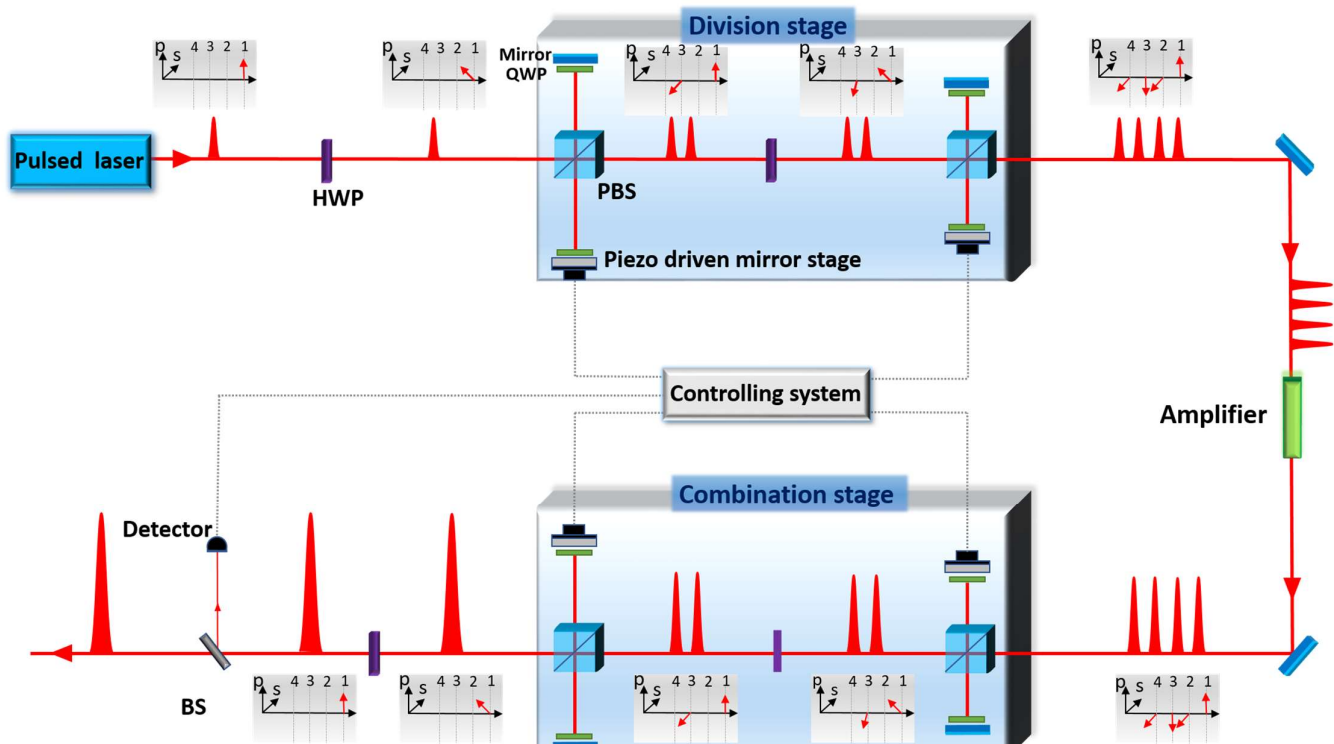 Division stage
p s 4 3 2 1
p s 4 3 2 1
Mirror
QWP
p s 4 3 2 1
p s 4 3 2 1
p s 4 3 2 1
Pulsed laser
HWP
PBS
Piezo driven mirror stage
Controlling system
Amplifier
Combination stage
Detector
BS
p s 4 3 2 1
p s 4 3 2 1
p s 4 3 2 1
p s 4 3 2 1
p s 4 3 2 1